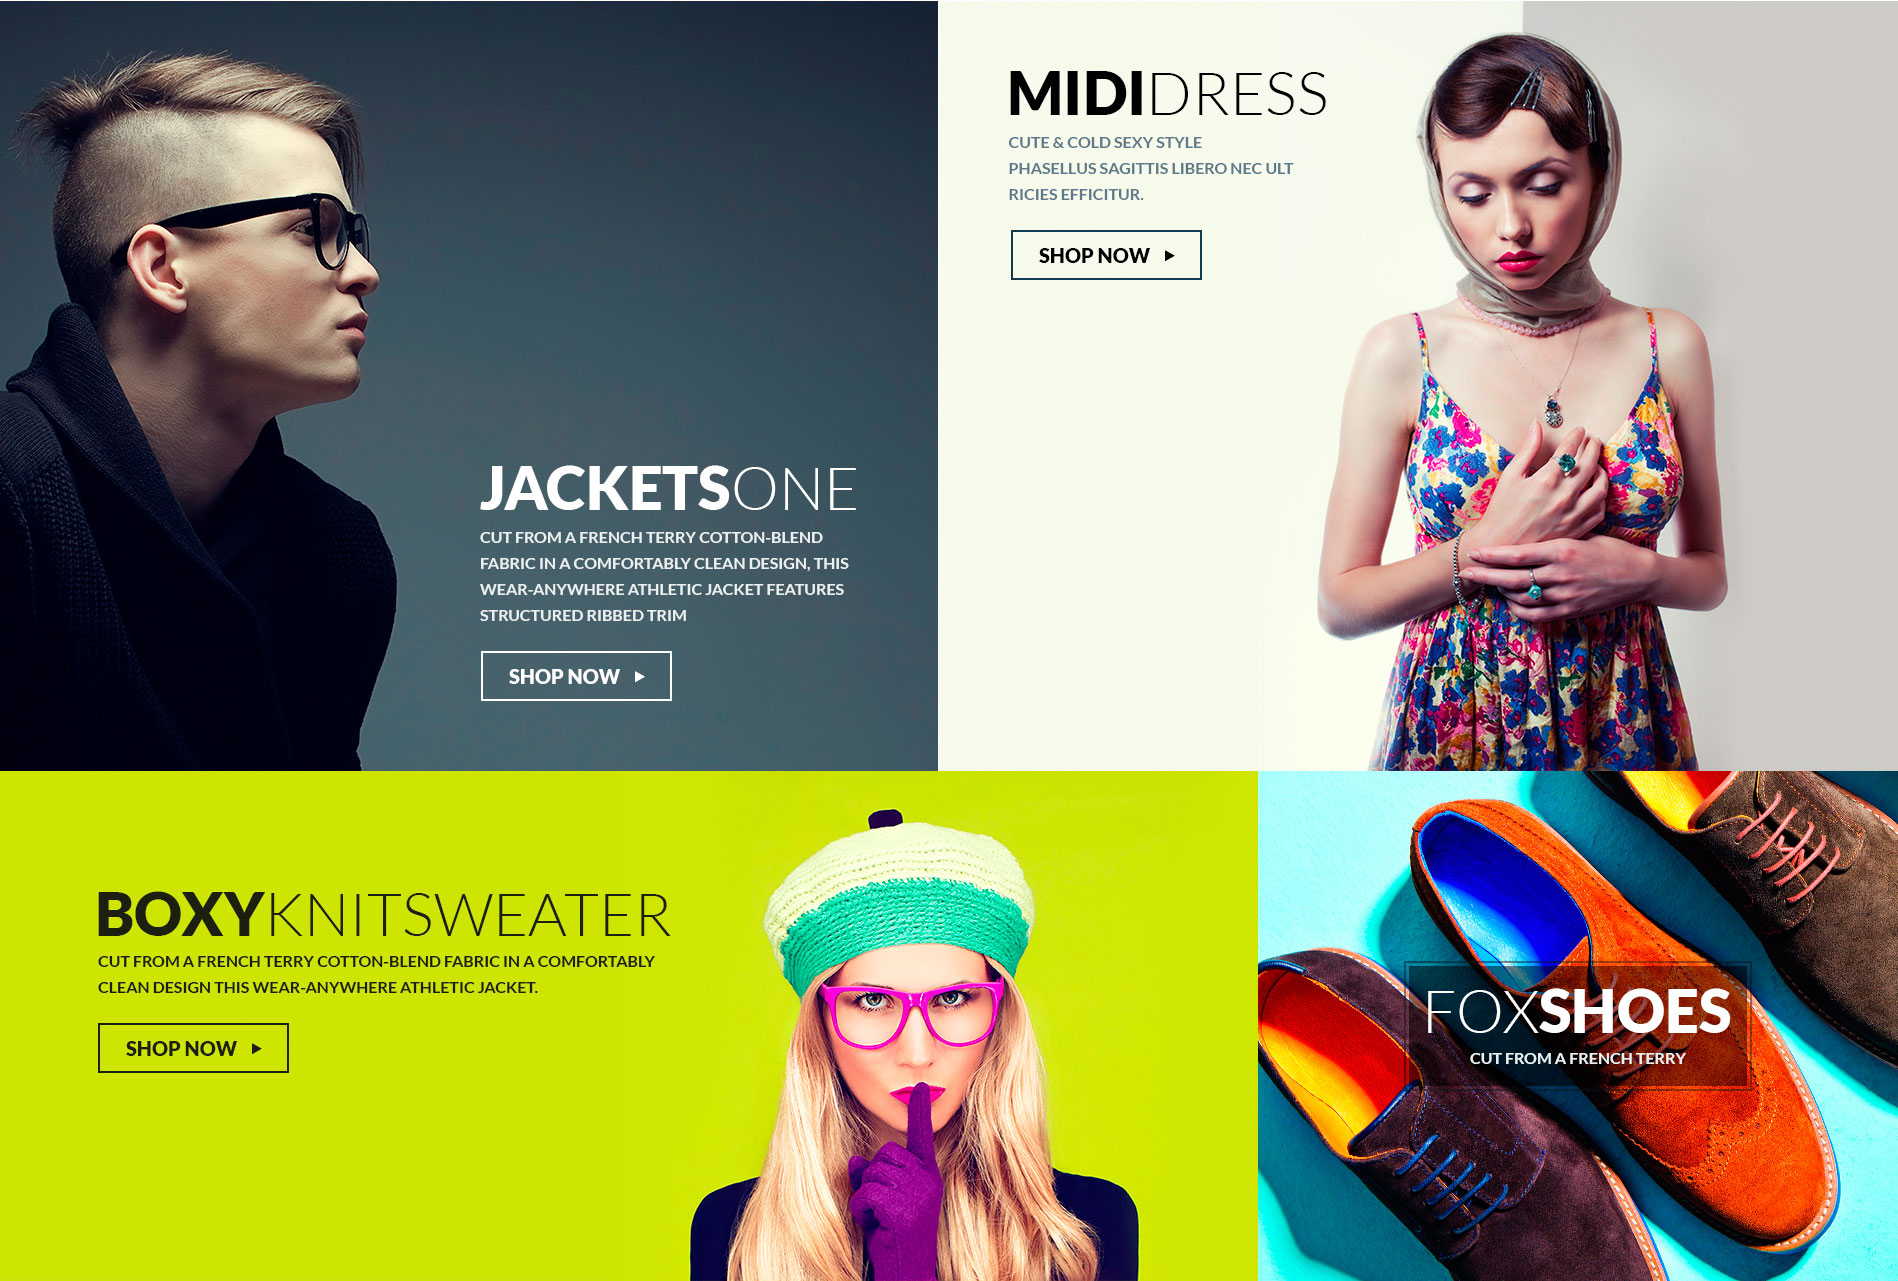 JACKETSONE
CUT FROM A FRENCH TERRY COTTON-BLEND
FABRIC IN A COMFORTABLY CLEAN DESIGN, THIS
WEAR-ANYWHERE ATHLETIC JACKET FEATURES
STRUCTURED RIBBED TRIM
SHOP NOW
MIDIDRESS
CUTE & COLD SEXY STYLE
PHASELLUS SAGITTIS LIBERO NEC ULT
RICIES EFFICITUR.
SHOP NOW
BOXYKNITSWEATER
CUT FROM A FRENCH TERRY COTTON-BLEND FABRIC IN A COMFORTABLY
CLEAN DESIGN THIS WEAR-ANYWHERE ATHLETIC JACKET.
SHOP NOW
FOXSHOES
CUT FROM A FRENCH TERRY